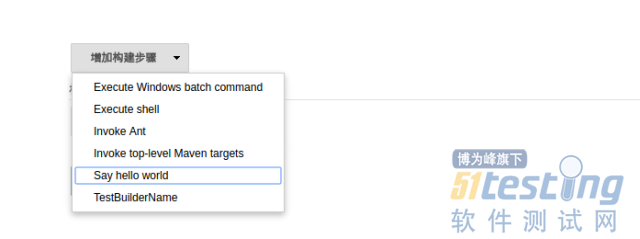 增加构建步骤
Execute Windows batch command
Execute shell
Invoke Ant
Invoke top-level Maven targets
Say hello world
TestBuilderName
博为峰旗下
51testing
软件测试网